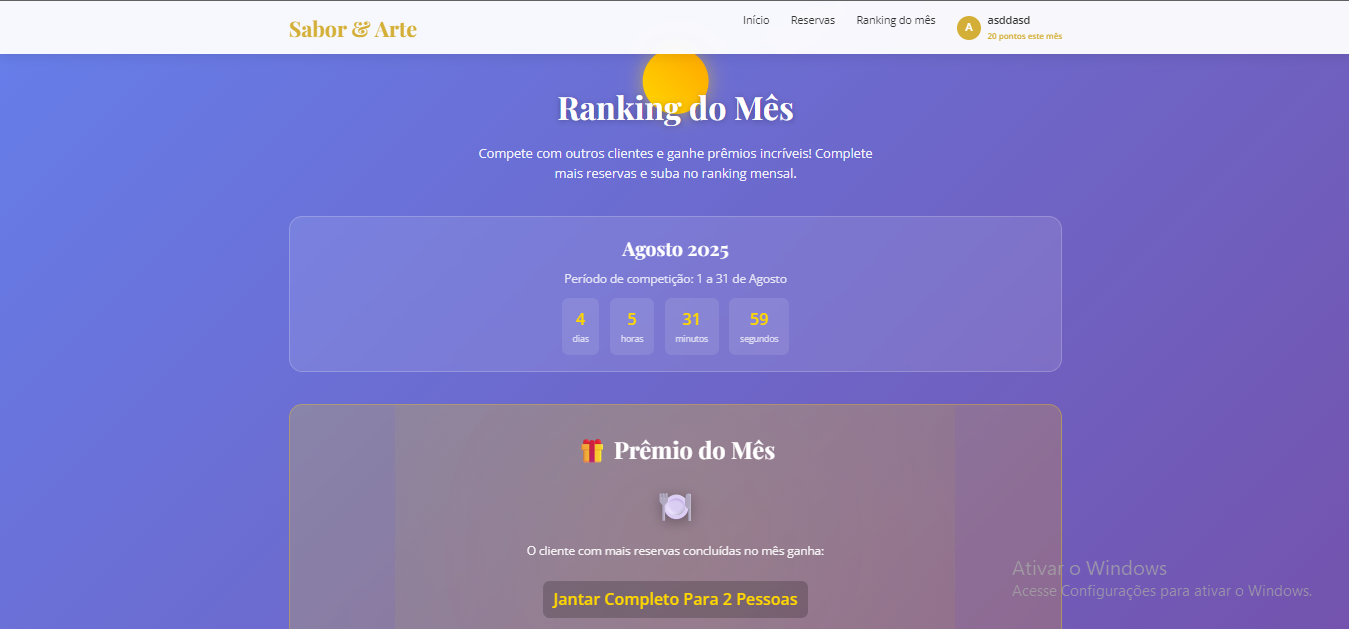 Sabor & Arte
Início Reservas Ranking do mês A asddasd
20 pontos este mês
Ranking do Mês
Compete com outros clientes e ganhe prêmios incríveis! Complete
mais reservas e suba no ranking mensal.
Agosto 2025
Período de competição: 1 a 31 de Agosto
4 5 31 59
dias horas minutos segundos
Prêmio do Mês
O cliente com mais reservas concluídas no mês ganha:
Jantar Completo Para 2 Pessoas
Ativar o Windows
Acesse Configurações para ativar o Windows.